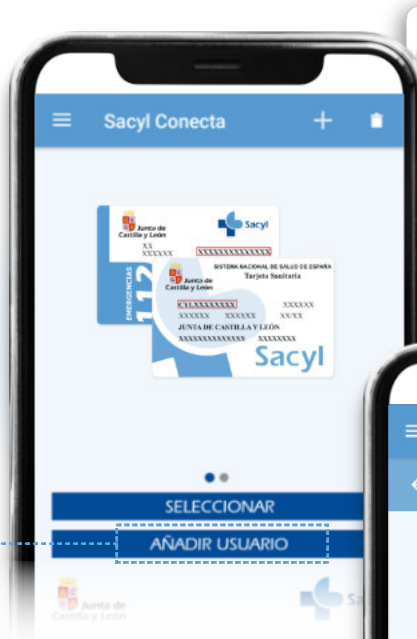 Sacyl Conecta
Junta de
Castilla y León
Sacyl
XX
XXXXXX
XXXXXXXXXXXXXX
EMERGENCIAS
112
SISTEMA NACIONAL DE SALUD DE ESPAÑA
Tarjeta Sanitaria
Junta de
Castilla y León
CYLXXXXXXXXX
XXXXXX
XXXXXX XXXXXX XX/XX
JUNTA DE CASTILLA Y LEÓN
XXXXXXXXXXXXXX XXXXXXXX
Sacyl
SELECCIONAR
AÑADIR USUARIO
Junta de
Castilla y León